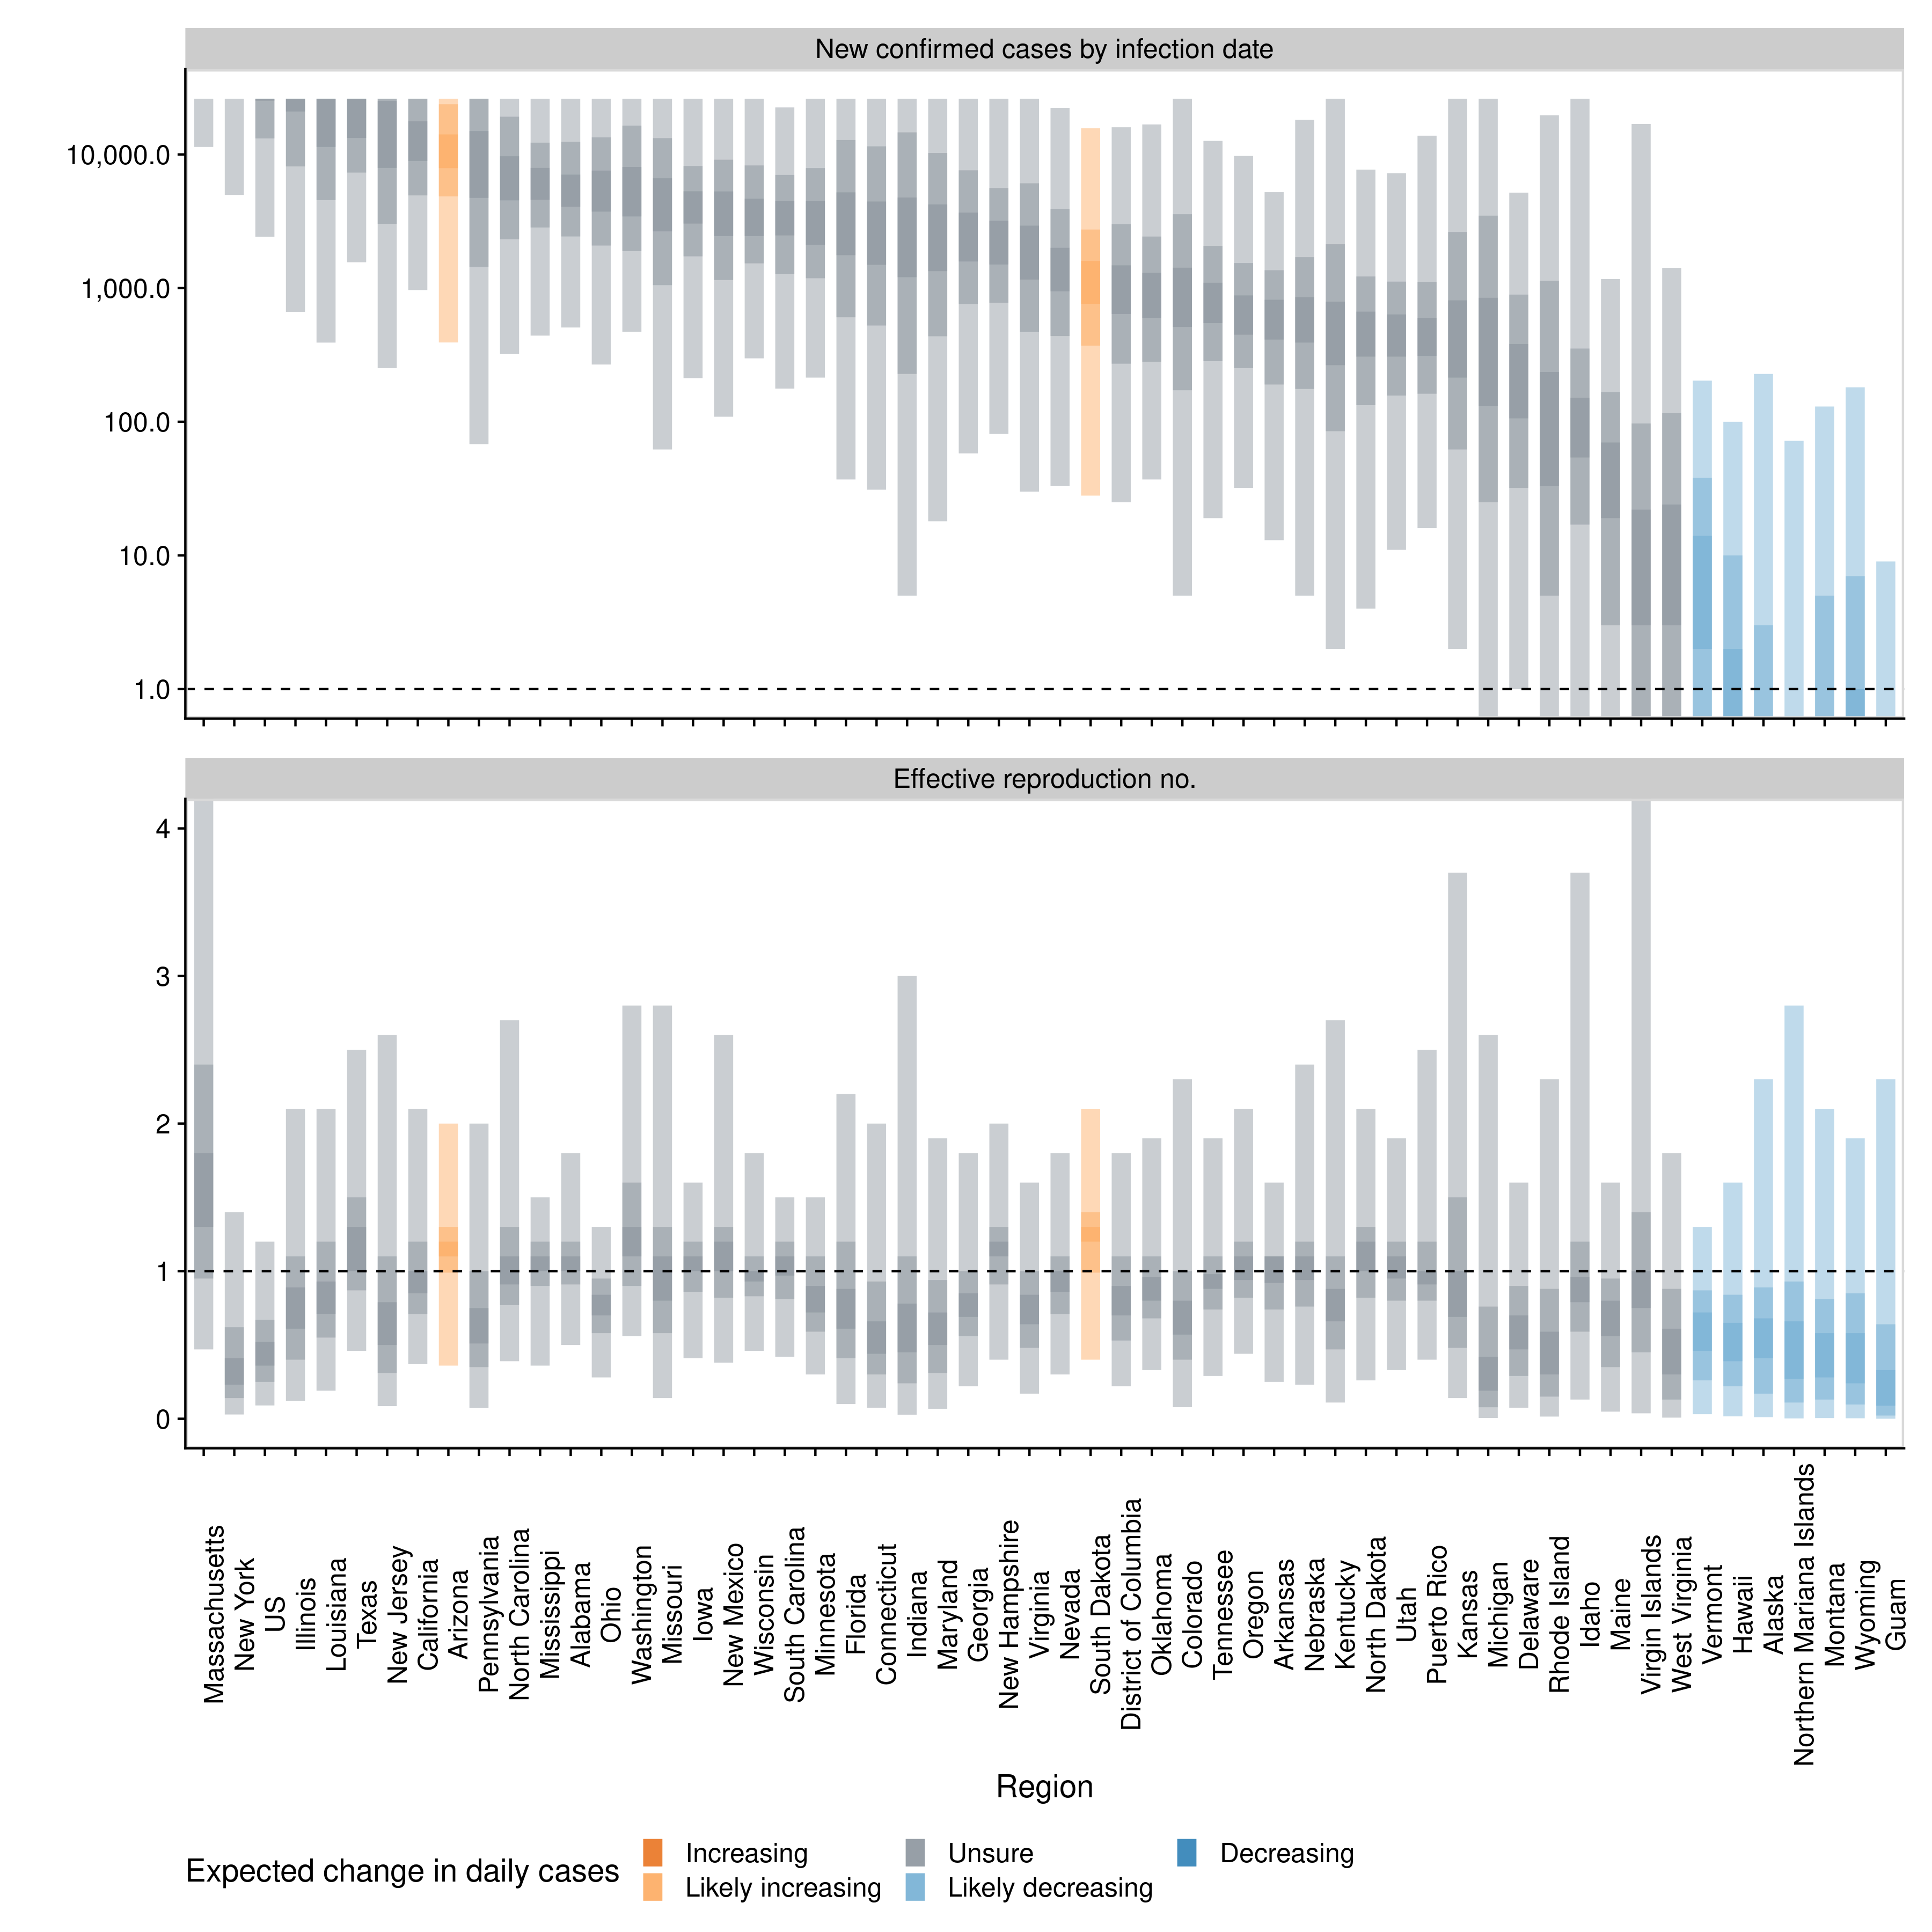 New confirmed cases by infection date
10,000.0
1,000.0
100.0
10.0
1.0
Effective reproduction no.
4
3
2
1
0
Massachusetts
New York
US
Illinois
Louisiana
Texas
New Jersey
California
Arizona
Pennsylvania
North Carolina
Mississippi
Alabama
Ohio
Washington
Missouri
Iowa
New Mexico
Wisconsin
South Carolina
Minnesota
Florida
Connecticut
Indiana
Maryland
Georgia
New Hampshire
Virginia
Nevada
South Dakota
District of Columbia
Oklahoma
Colorado
Tennessee
Oregon
Arkansas
Nebraska
Kentucky
North Dakota
Utah
Puerto Rico
Kansas
Michigan
Delaware
Rhode Island
Idaho
Maine
Virgin Islands
West Virginia
Vermont
Hawaii
Alaska
Northern Mariana Islands
Montana
Wyoming
Guam
Region
Expected change in daily cases
Increasing
Likely increasing
Unsure
Likely decreasing
Decreasing